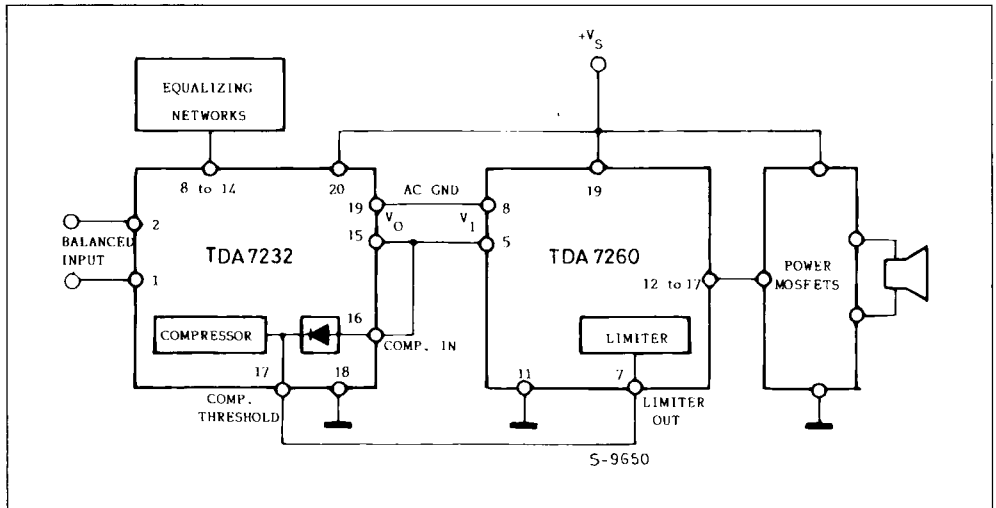 +VS
EQUALIZING
NETWORKS
8 to 14
20
19
AC GND
19
VO
VI
8
2
15
5
BALANCED
INPUT
TDA7232
TDA7260
1
12 to 17
POWER
MOSFETS
16
COMPRESSOR
COMP. IN
LIMITER
17
18
11
7
COMP.
THRESHOLD
LIMITER
OUT
S-9650